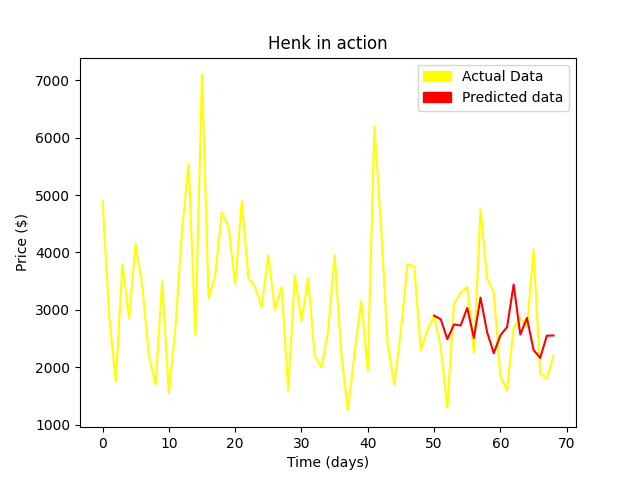 Henk in action
Actual Data
Predicted data
Price ($)
7000
6000
5000
4000
3000
2000
1000
0 10 20 30 40 50 60 70
Time (days)